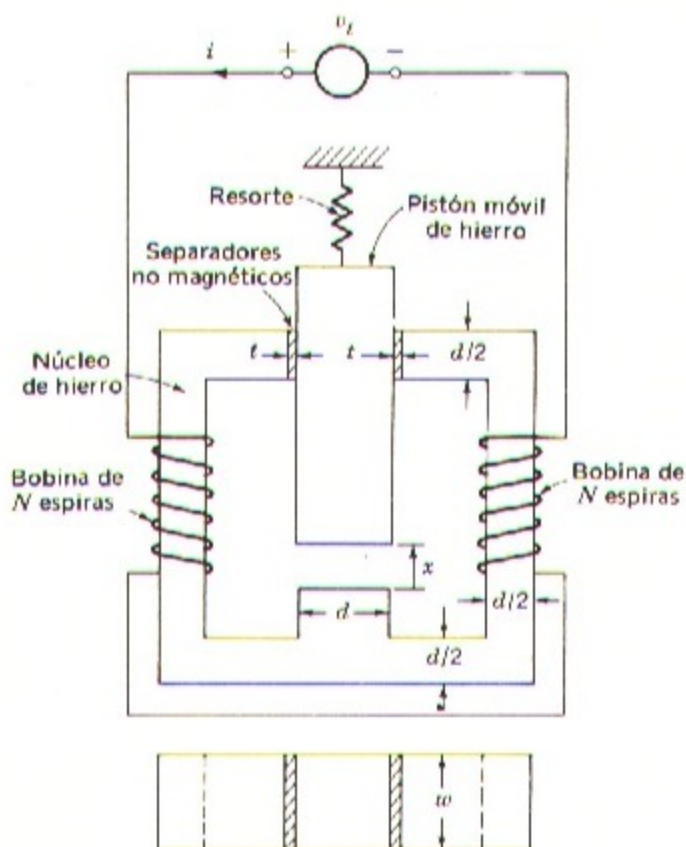 v_t
i
+
−
Resorte
Pistón móvil
de hierro
Separadores
no magnéticos
t
t
d/2
Núcleo
de hierro
Bobina de
N espiras
Bobina de
N espiras
x
d
d/2
d/2
w